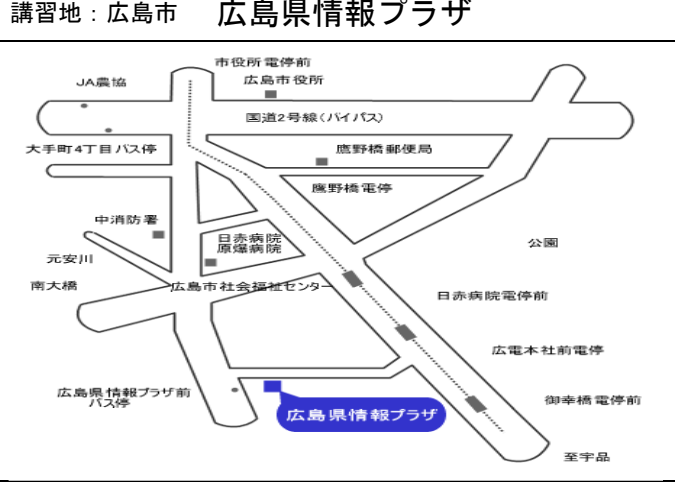 講習地：広島市　広島県情報プラザ
市役所電停前
JA農協
広島市役所
国道2号線（バイパス）
大手町4丁目バス停
鷹野橋郵便局
鷹野橋電停
中消防署
日赤病院
原爆病院
公園
元安川
南大橋
広島市社会福祉センター
日赤病院電停前
広電本社前電停
広島県情報プラザ前
バス停
広島県情報プラザ
御幸橋電停前
至宇品